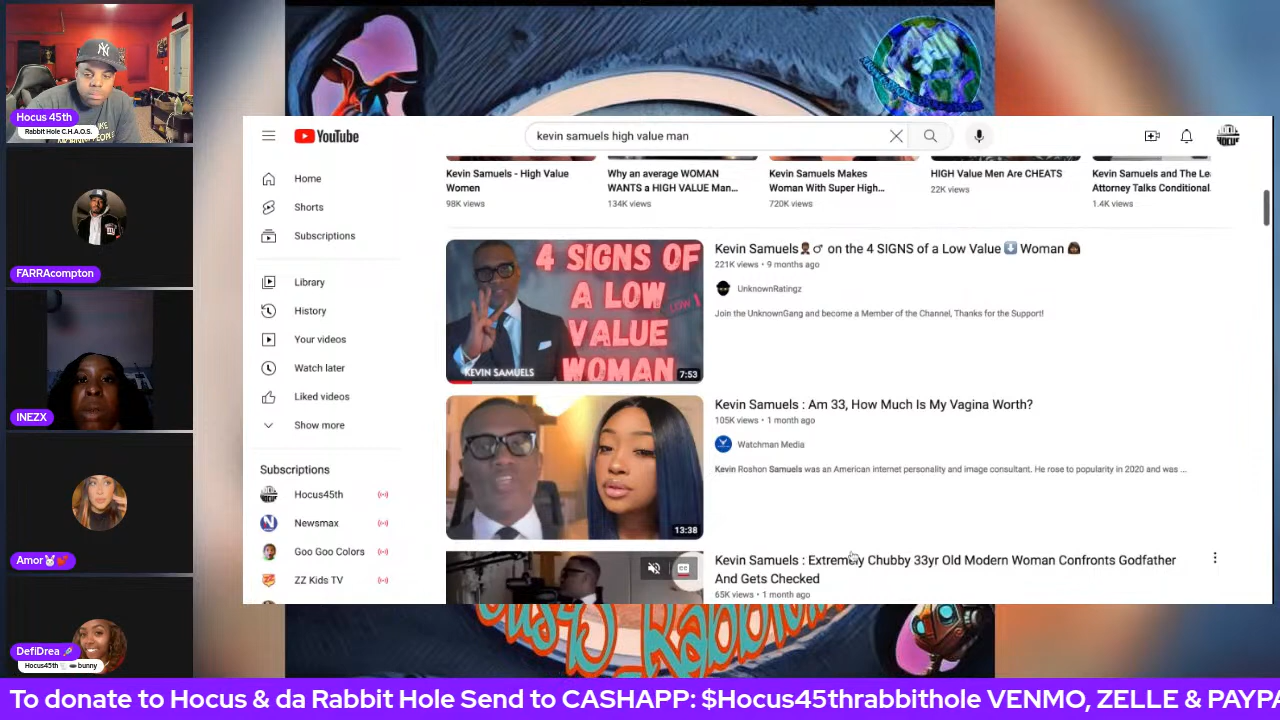 Hocus 45th
Rabbit Hole C.H.A.O.S.
FARRAcompton
INEZX
Amor🐰💕
DefiDrea
Hocus45th bunny
YouTube
kevin samuels high value man
Home
Shorts
Subscriptions
Library
History
Your videos
Watch later
Liked videos
Show more
Subscriptions
Hocus45th
Newsmax
Goo Goo Colors
ZZ Kids TV
Kevin Samuels - High Value
Women
98K views
Why an average WOMAN
WANTS a HIGH VALUE Man...
134K views
Kevin Samuels Makes
Woman With Super High...
720K views
HIGH Value Men Are CHEATS
22K views
Kevin Samuels and The Le
Attorney Talks Conditional
1.4K views
4 SIGNS OF
A LOW
VALUE
WOMAN
LOW!
KEVIN SAMUELS
7:53
Kevin Samuels🤵🏾♂ on the 4 SIGNS of a Low Value ⬇️ Woman 👩🏾
221K views • 9 months ago
UnknownRatingz
Join the UnknownGang and become a Member of the Channel, Thanks for the Support!
13:38
Kevin Samuels : Am 33, How Much Is My Vagina Worth?
105K views • 1 month ago
Watchman Media
Kevin Roshon Samuels was an American internet personality and image consultant. He rose to popularity in 2020 and was ...
Kevin Samuels : Extremely Chubby 33yr Old Modern Woman Confronts Godfather
And Gets Checked
65K views • 1 month ago
To donate to Hocus & da Rabbit Hole Send to CASHAPP: $Hocus45thrabbithole VENMO, ZELLE & PAYPA